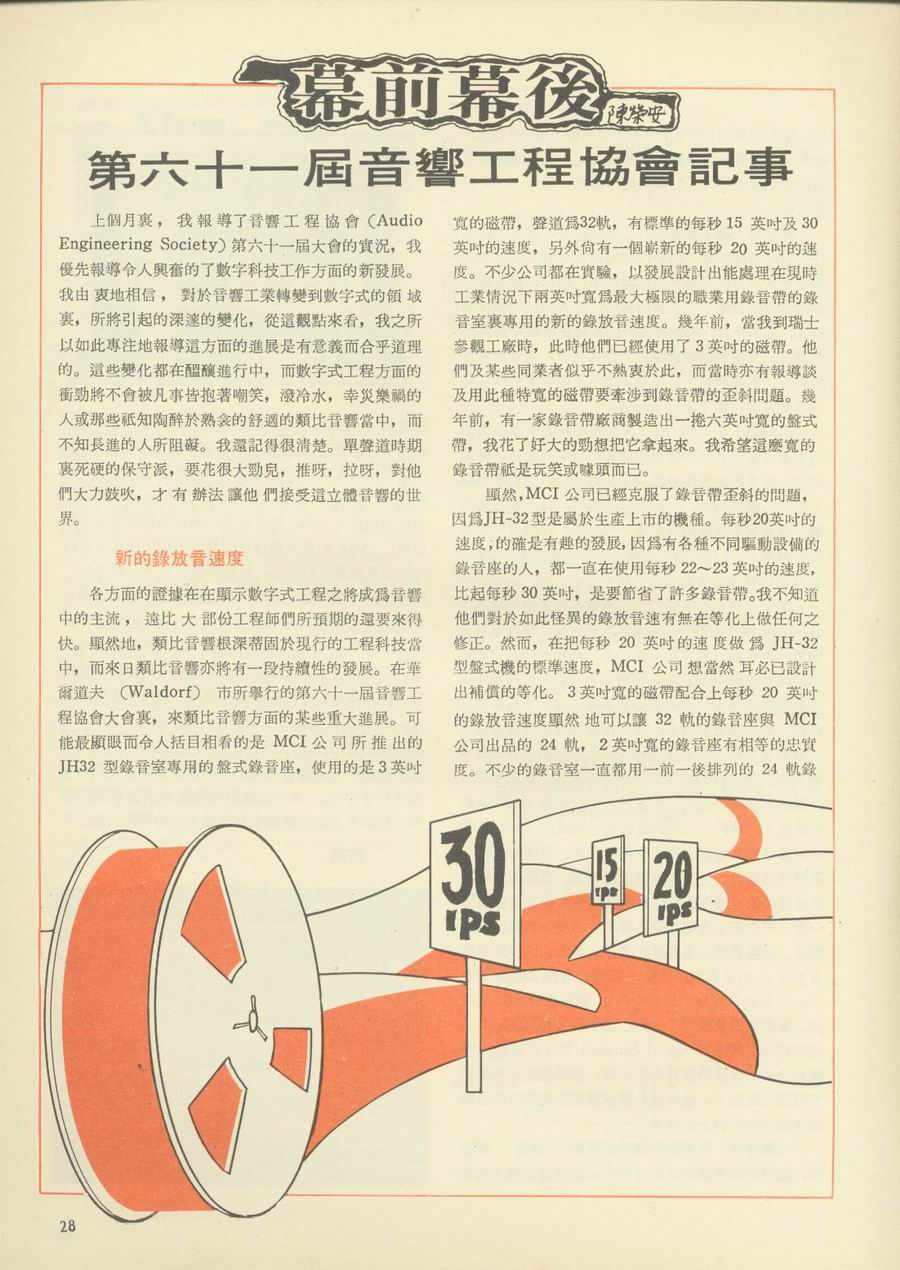 幕前幕後
陳榮安
第六十一屆音響工程協會記事
上個月裏，我報導了音響工程協會（Audio
Engineering Society）第六十一屆大會的實況，我
優先報導令人興奮的了數字科技工作方面的新發展。
我由衷地相信，對於音響工業轉變到數字式的領域
裏，所將引起的深邃的變化，從這觀點來看，我之所
以如此專注地報導這方面的進展是有意義而合乎道理
的。這些變化都在醞釀進行中，而數字式工程方面的
衝勁將不會被凡事皆抱著嘲笑，潑冷水，幸災樂禍的
人或那些祇知陶醉於熟衾的舒適的類比音響當中，而
不知長進的人所阻礙。我還記得很清楚。單聲道時期
裏死硬的保守派，要花很大勁兒，推呀，拉呀，對他
們大力鼓吹，才有辦法讓他們接受這立體音響的世
界。
新的錄放音速度
各方面的證據在在顯示數字式工程之將成爲音響
中的主流，遠比大部份工程師們所預期的還要來得
快。顯然地，類比音響根深蒂固於現行的工程科技當
中，而來日類比音響亦將有一段持續性的發展。在華
爾道夫（Waldorf）市所舉行的第六十一屆音響工
程協會大會裏，來類比音響方面的某些重大進展。可
能最顯眼而令人括目相看的是 MCI 公司所推出的
JH32 型錄音室專用的盤式錄音座，使用的是3英吋
寬的磁帶，聲道爲32軌，有標準的每秒15 英吋及30
英吋的速度，另外尙有一個嶄新的每秒 20 英吋的速
度。不少公司都在實驗，以發展設計出能處理在現時
工業情況下兩英吋寬爲最大極限的職業用錄音帶的錄
音室裏專用的新的錄放音速度。幾年前，當我到瑞士
參觀工廠時，此時他們已經使用了3英吋的磁帶。他
們及某些同業者似乎不熱衷於此，而當時亦有報導談
及用此種特寬的磁帶要牽涉到錄音帶的歪斜問題。幾
年前，有一家錄音帶廠商製造出一捲六英吋寬的盤式
帶，我花了好大的勁想把它拿起來。我希望這麽寬的
錄音帶祇是玩笑或噱頭而已。
顯然，MCI 公司已經克服了錄音帶歪斜的問題，
因爲JH-32型是屬於生產上市的機種。每秒20英吋的
速度，的確是有趣的發展，因爲有各種不同驅動設備的
錄音座的人，都一直在使用每秒 22～23 英吋的速度，
比起每秒 30 英吋，是要節省了許多錄音帶。我不知道
他們對於如此怪異的錄放音速有無在等化上做任何之
修正。然而，在把每秒 20 英吋的速度做爲 JH-32
型盤式機的標準速度，MCI 公司想當然耳必已設計
出補償的等化。3英吋寬的磁帶配合上每秒 20 英吋
的錄放音速度顯然地可以讓 32 軌的錄音座與 MCI
公司出品的 24 軌，2英吋寬的錄音座有相等的忠實
度。不少的錄音室一直都用一前一後排列的 24 軌錄
30
IPS
15
IPS
20
IPS
28